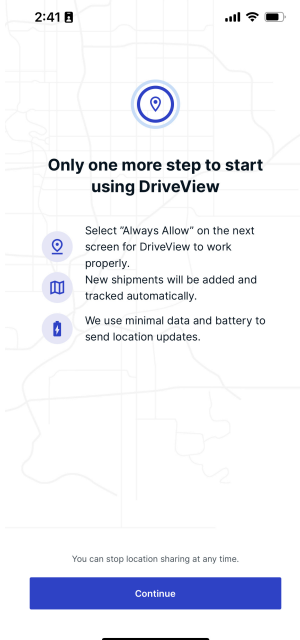 2:41
Only one more step to start
using DriveView
Select “Always Allow” on the next
screen for DriveView to work
properly.
New shipments will be added and
tracked automatically.
We use minimal data and battery to
send location updates.
You can stop location sharing at any time.
Continue